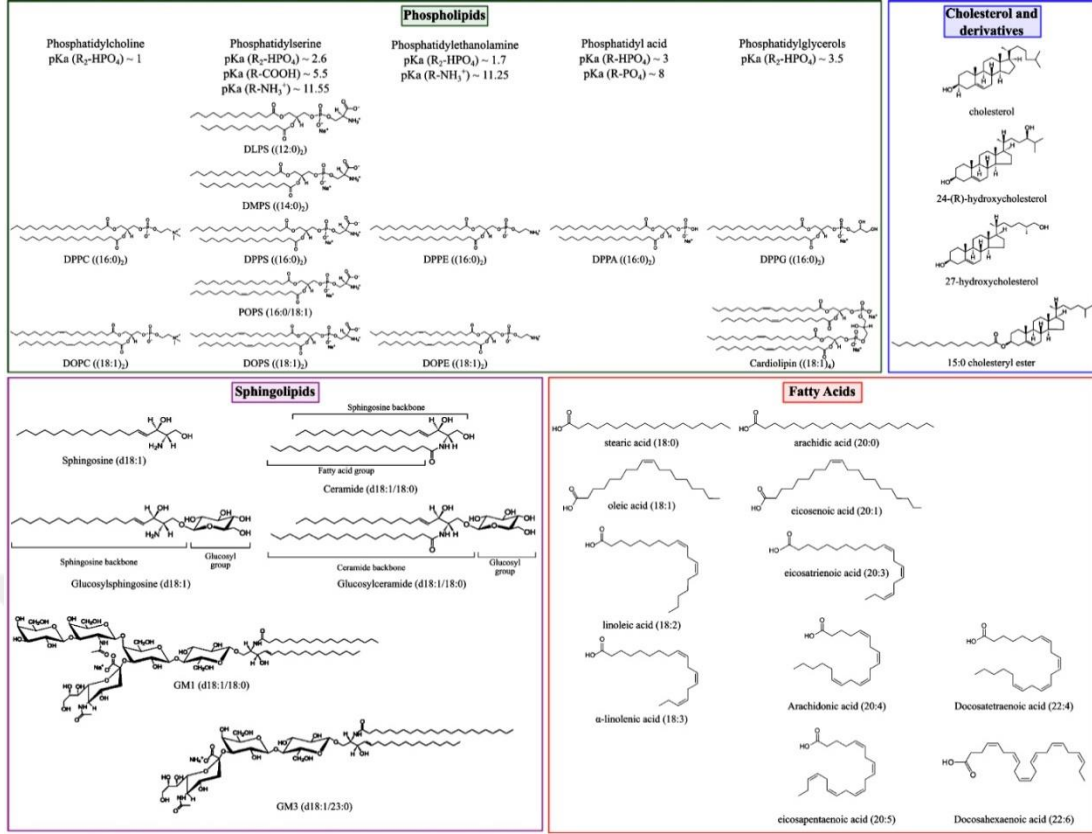 Phospholipids
Phosphatidylcholine
pKa (R₂-HPO₄) ~ 1
Phosphatidylserine
pKa (R₂-HPO₄) ~ 2.6
pKa (R-COOH) ~ 5.5
pKa (R-NH₃⁺) ~ 11.55
Phosphatidylethanolamine
pKa (R₂-HPO₄) ~ 1.7
pKa (R-NH₃⁺) ~ 11.25
Phosphatidyl acid
pKa (R-HPO₄) ~ 3
pKa (R-PO₄) ~ 8
Phosphatidylglycerols
pKa (R₂-HPO₄) ~ 3.5
DLPS ((12:0)₂)
DMPS ((14:0)₂)
DPPC ((16:0)₂)
DPPS ((16:0)₂)
DPPE ((16:0)₂)
DPPA ((16:0)₂)
DPPG ((16:0)₂)
POPS (16:0/18:1)
DOPC ((18:1)₂)
DOPS ((18:1)₂)
DOPE ((18:1)₂)
Cardiolipin ((18:1)₄)
Cholesterol and
derivatives
cholesterol
24-(R)-hydroxycholesterol
27-hydroxycholesterol
15:0 cholesteryl ester
Sphingolipids
Sphingosine (d18:1)
Sphingosine backbone
Fatty acid group
Ceramide (d18:1/18:0)
Sphingosine backbone
Glucosyl
group
Glucosylsphingosine (d18:1)
Ceramide backbone
Glucosyl
group
Glucosylceramide (d18:1/18:0)
GM1 (d18:1/18:0)
GM3 (d18:1/23:0)
Fatty Acids
stearic acid (18:0)
arachidic acid (20:0)
oleic acid (18:1)
eicosenoic acid (20:1)
linoleic acid (18:2)
eicosatrienoic acid (20:3)
α-linolenic acid (18:3)
Arachidonic acid (20:4)
Docosatetraenoic acid (22:4)
eicosapentaenoic acid (20:5)
Docosahexaenoic acid (22:6)